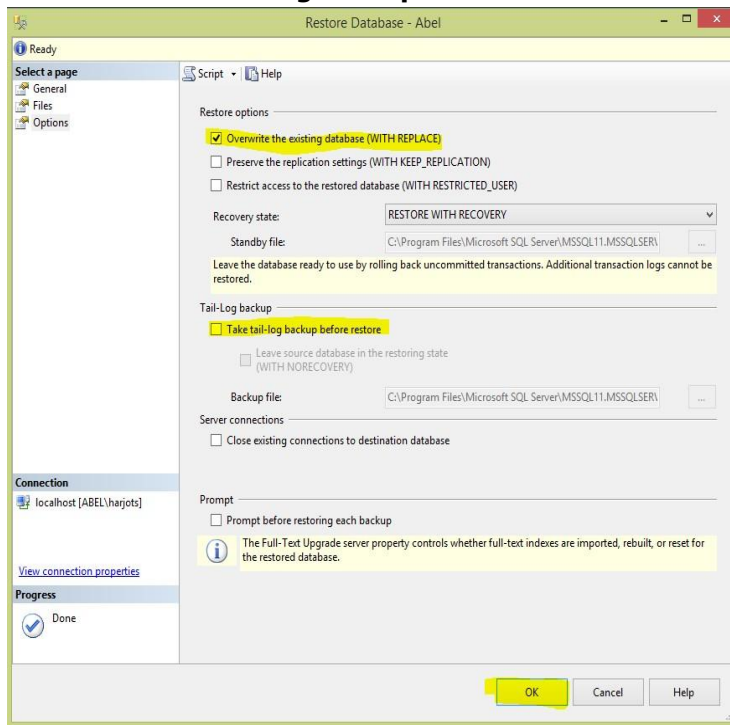 Restore Database - Abel
Ready
Select a page
General
Files
Options
Script
Help
Restore options
Overwrite the existing database (WITH REPLACE)
Preserve the replication settings (WITH KEEP_REPLICATION)
Restrict access to the restored database (WITH RESTRICTED_USER)
Recovery state:
RESTORE WITH RECOVERY
Standby file:
C:\Program Files\Microsoft SQL Server\MSSQL11.MSSQLSER\
...
Leave the database ready to use by rolling back uncommitted transactions. Additional transaction logs cannot be
restored.
Tail-Log backup
Take tail-log backup before restore
Leave source database in the restoring state
(WITH NORECOVERY)
Backup file:
C:\Program Files\Microsoft SQL Server\MSSQL11.MSSQLSER\
...
Server connections
Close existing connections to destination database
Connection
localhost [ABEL\harjots]
View connection properties
Progress
Done
Prompt
Prompt before restoring each backup
The Full-Text Upgrade server property controls whether full-text indexes are imported, rebuilt, or reset for
the restored database.
OK
Cancel
Help